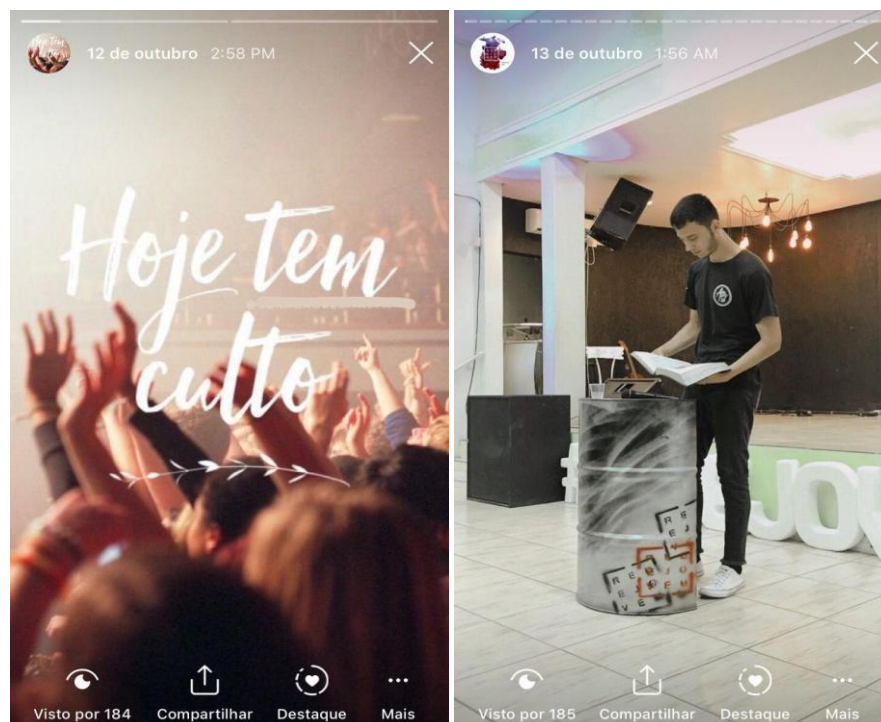 12 de outubro 2:58 PM
Hoje tem
culto
Visto por 184 Compartilhar Destaque Mais
13 de outubro 1:56 AM
JOV
R E
V E J
R E
V E
R E J
O V E M
Visto por 185 Compartilhar Destaque Mais